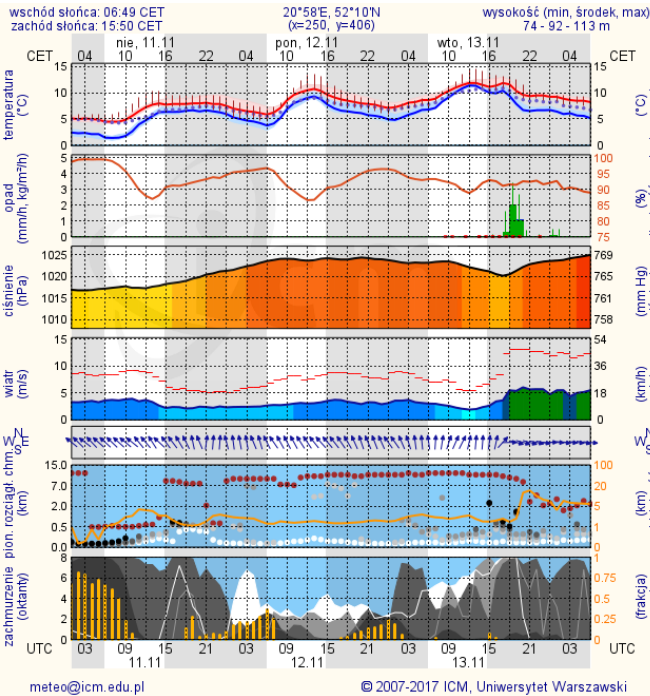 wschód słońca: 06:49 CET
zachód słońca: 15:50 CET
20°58'E, 52°10'N
(x=250, y=406)
wysokość (min, środek, max)
74 - 92 - 113 m
nie, 11.11 pon, 12.11 wto, 13.11
CET 04 10 16 22 04 10 16 22 04 10 16 22 04 CET
temperatura
(°C)
15
10
5
0
15
10
5
0
(°C)
opad
(mm/h, kg/m²/h)
5
4
3
2
1
0
100
95
90
85
80
75
(%)
ciśnienie
(hPa)
1025
1020
1015
1010
769
765
761
758
(mm Hg)
wiatr
(m/s)
15
10
5
0
54
36
18
0
(km/h)
N
W E
S
N
W E
S
pion. rozciągł. chm.
(km)
15.0
7.0
2.0
0.5
0.0
100
20
5
1
0
(km)
zachmurzenie
(oktanty)
8
6
4
2
0
1
0.75
0.5
0.25
0
(frakcja)
UTC 03 09 15 21 03 09 15 21 03 09 15 21 03 UTC
11.11 12.11 13.11
meteo@icm.edu.pl
© 2007-2017 ICM, Uniwersytet Warszawski